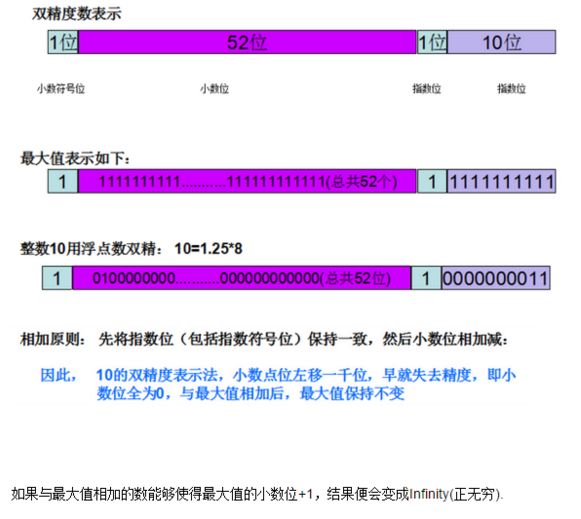 双精度数表示
1位 52位 1位 10位
小数符号位 小数位 指数位 指数位
最大值表示如下:
1 1111111111...........111111111111(总共52个) 1 1111111111
整数10用浮点数双精: 10=1.25*8
1 0100000000...........000000000000(总共52位) 1 0000000011
相加原则: 先将指数位（包括指数符号位）保持一致，然后小数位相加减:
因此， 10的双精度表示法，小数点位左移一千位，早就失去精度，即小
数位全为0，与最大值相加后，最大值保持不变
如果与最大值相加的数能够使得最大值的小数位+1，结果便会变成Infinity(正无穷).